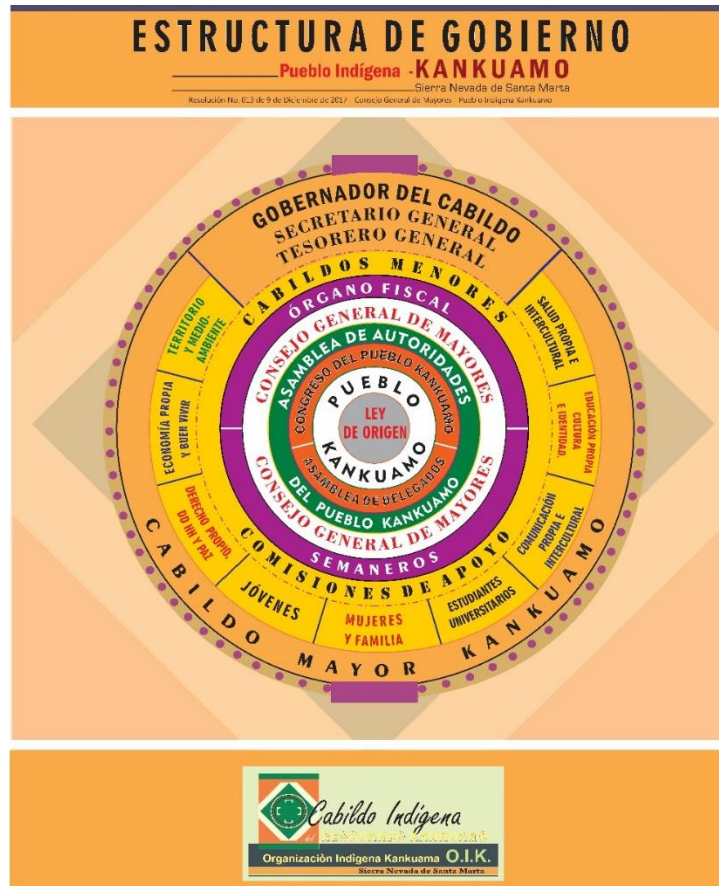 ESTRUCTURA DE GOBIERNO
Pueblo Indígena - KANKUAMO
Sierra Nevada de Santa Marta
Resolución No. 013 de 9 de Diciembre de 2017 - Consejo General de Mayores - Pueblo Indígena Kankuamo
GOBERNADOR DEL CABILDO
SECRETARIO GENERAL
TESORERO GENERAL
CABILDOS MENORES
ÓRGANO FISCAL
CONSEJO GENERAL DE MAYORES
ASAMBLEA DE AUTORIDADES
CONGRESO DEL PUEBLO KANKUAMO
PUEBLO
LEY
DE ORIGEN
KANKUAMO
ASAMBLEA DE DELEGADOS
DEL PUEBLO KANKUAMO
CONSEJO GENERAL DE MAYORES
SEMANEROS
COMISIONES DE APOYO
TERRITORIO
Y MEDIO-
AMBIENTE
ECONOMÍA PROPIA
Y BUEN VIVIR
DERECHO PROPIO,
DD HH Y PAZ
JÓVENES
MUJERES
Y FAMILIA
ESTUDIANTES
UNIVERSITARIOS
COMUNICACIÓN
PROPIA E
INTERCULTURAL
EDUCACIÓN PROPIA
CULTURA
E IDENTIDAD.
SALUD PROPIA E
INTERCULTURAL
CABILDO MAYOR KANKUAMO
Cabildo Indígena
del RESGUARDO KANKUAMO
Organización Indígena Kankuama O.I.K.
Sierra Nevada de Santa Marta